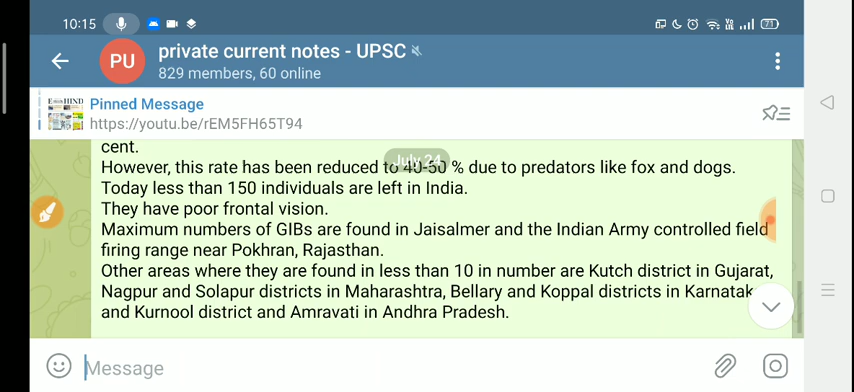 10:15
71
PU
private current notes - UPSC
829 members, 60 online
Pinned Message
https://youtu.be/rEM5FH65T94
cent.
July 24
However, this rate has been reduced to 40-50 % due to predators like fox and dogs.
Today less than 150 individuals are left in India.
They have poor frontal vision.
Maximum numbers of GIBs are found in Jaisalmer and the Indian Army controlled field
firing range near Pokhran, Rajasthan.
Other areas where they are found in less than 10 in number are Kutch district in Gujarat,
Nagpur and Solapur districts in Maharashtra, Bellary and Koppal districts in Karnatak
and Kurnool district and Amravati in Andhra Pradesh.
Message